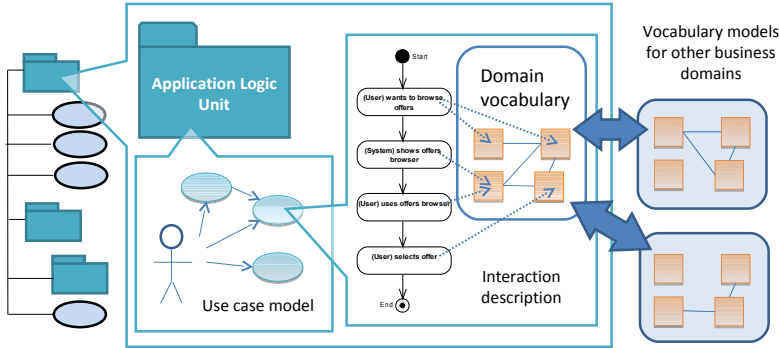 Application Logic
Unit
Use case model
Start
(User) wants to browse
offers
(System) shows offers
browser
(User) uses offers browser
(User) selects offer
End
Domain
vocabulary
Interaction
description
Vocabulary models
for other business
domains